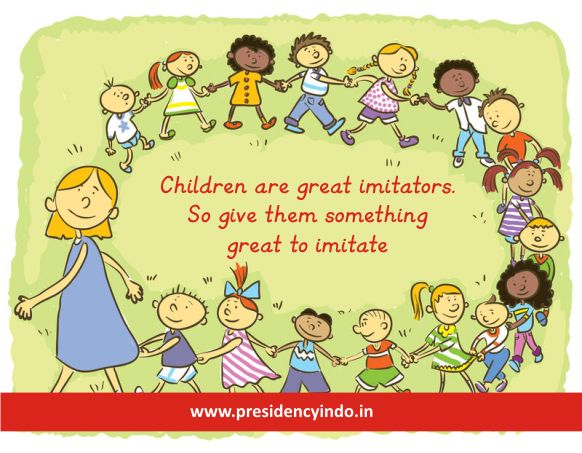 Children are great imitators.
So give them something
great to imitate
www.presidencyindo.in